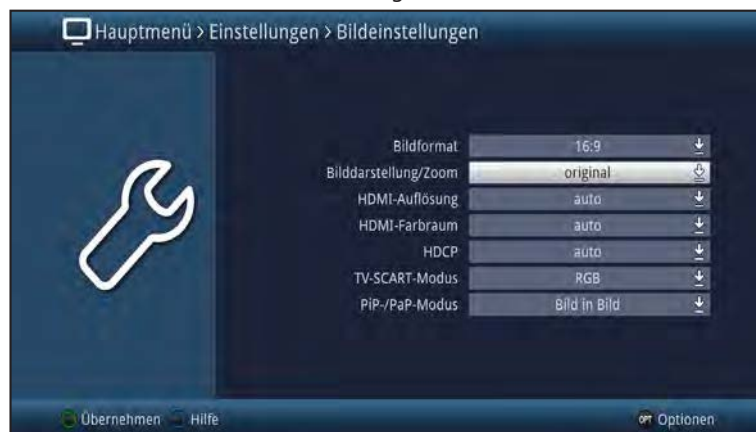 Hauptmenü > Einstellungen > Bildeinstellungen
Bildformat 16:9
Bilddarstellung/Zoom original
HDMI-Auflösung auto
HDMI-Farbraum auto
HDCP auto
TV-SCART-Modus RGB
PiP-/PaP-Modus Bild in Bild
Übernehmen Hilfe OPT Optionen